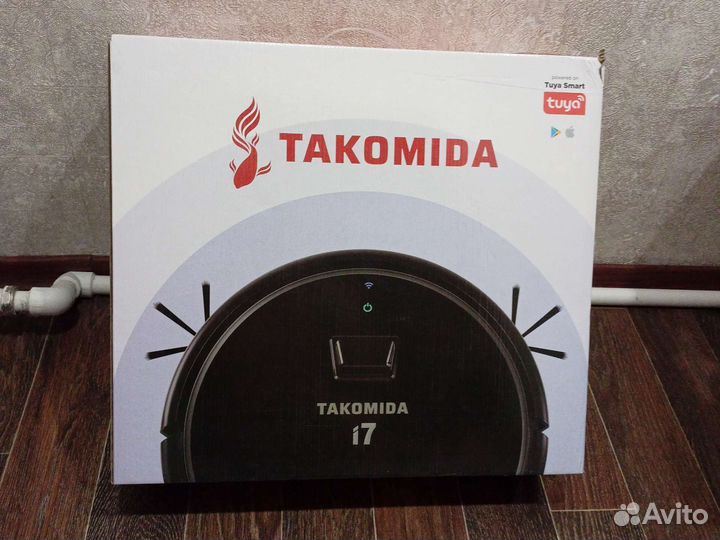 powered on
Tuya Smart
tuya
TAKOMIDA
TAKOMIDA
i7
Avito